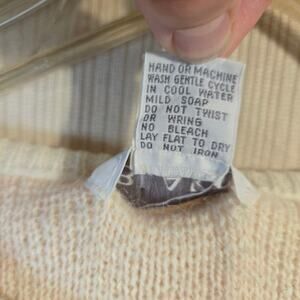 HAND OR MACHINE
WASH GENTLE CYCLE
IN COOL WATER
MILD SOAP
DO NOT TWIST
OR WRING
NO BLEACH
LAY FLAT TO DRY
DO NOT IRON